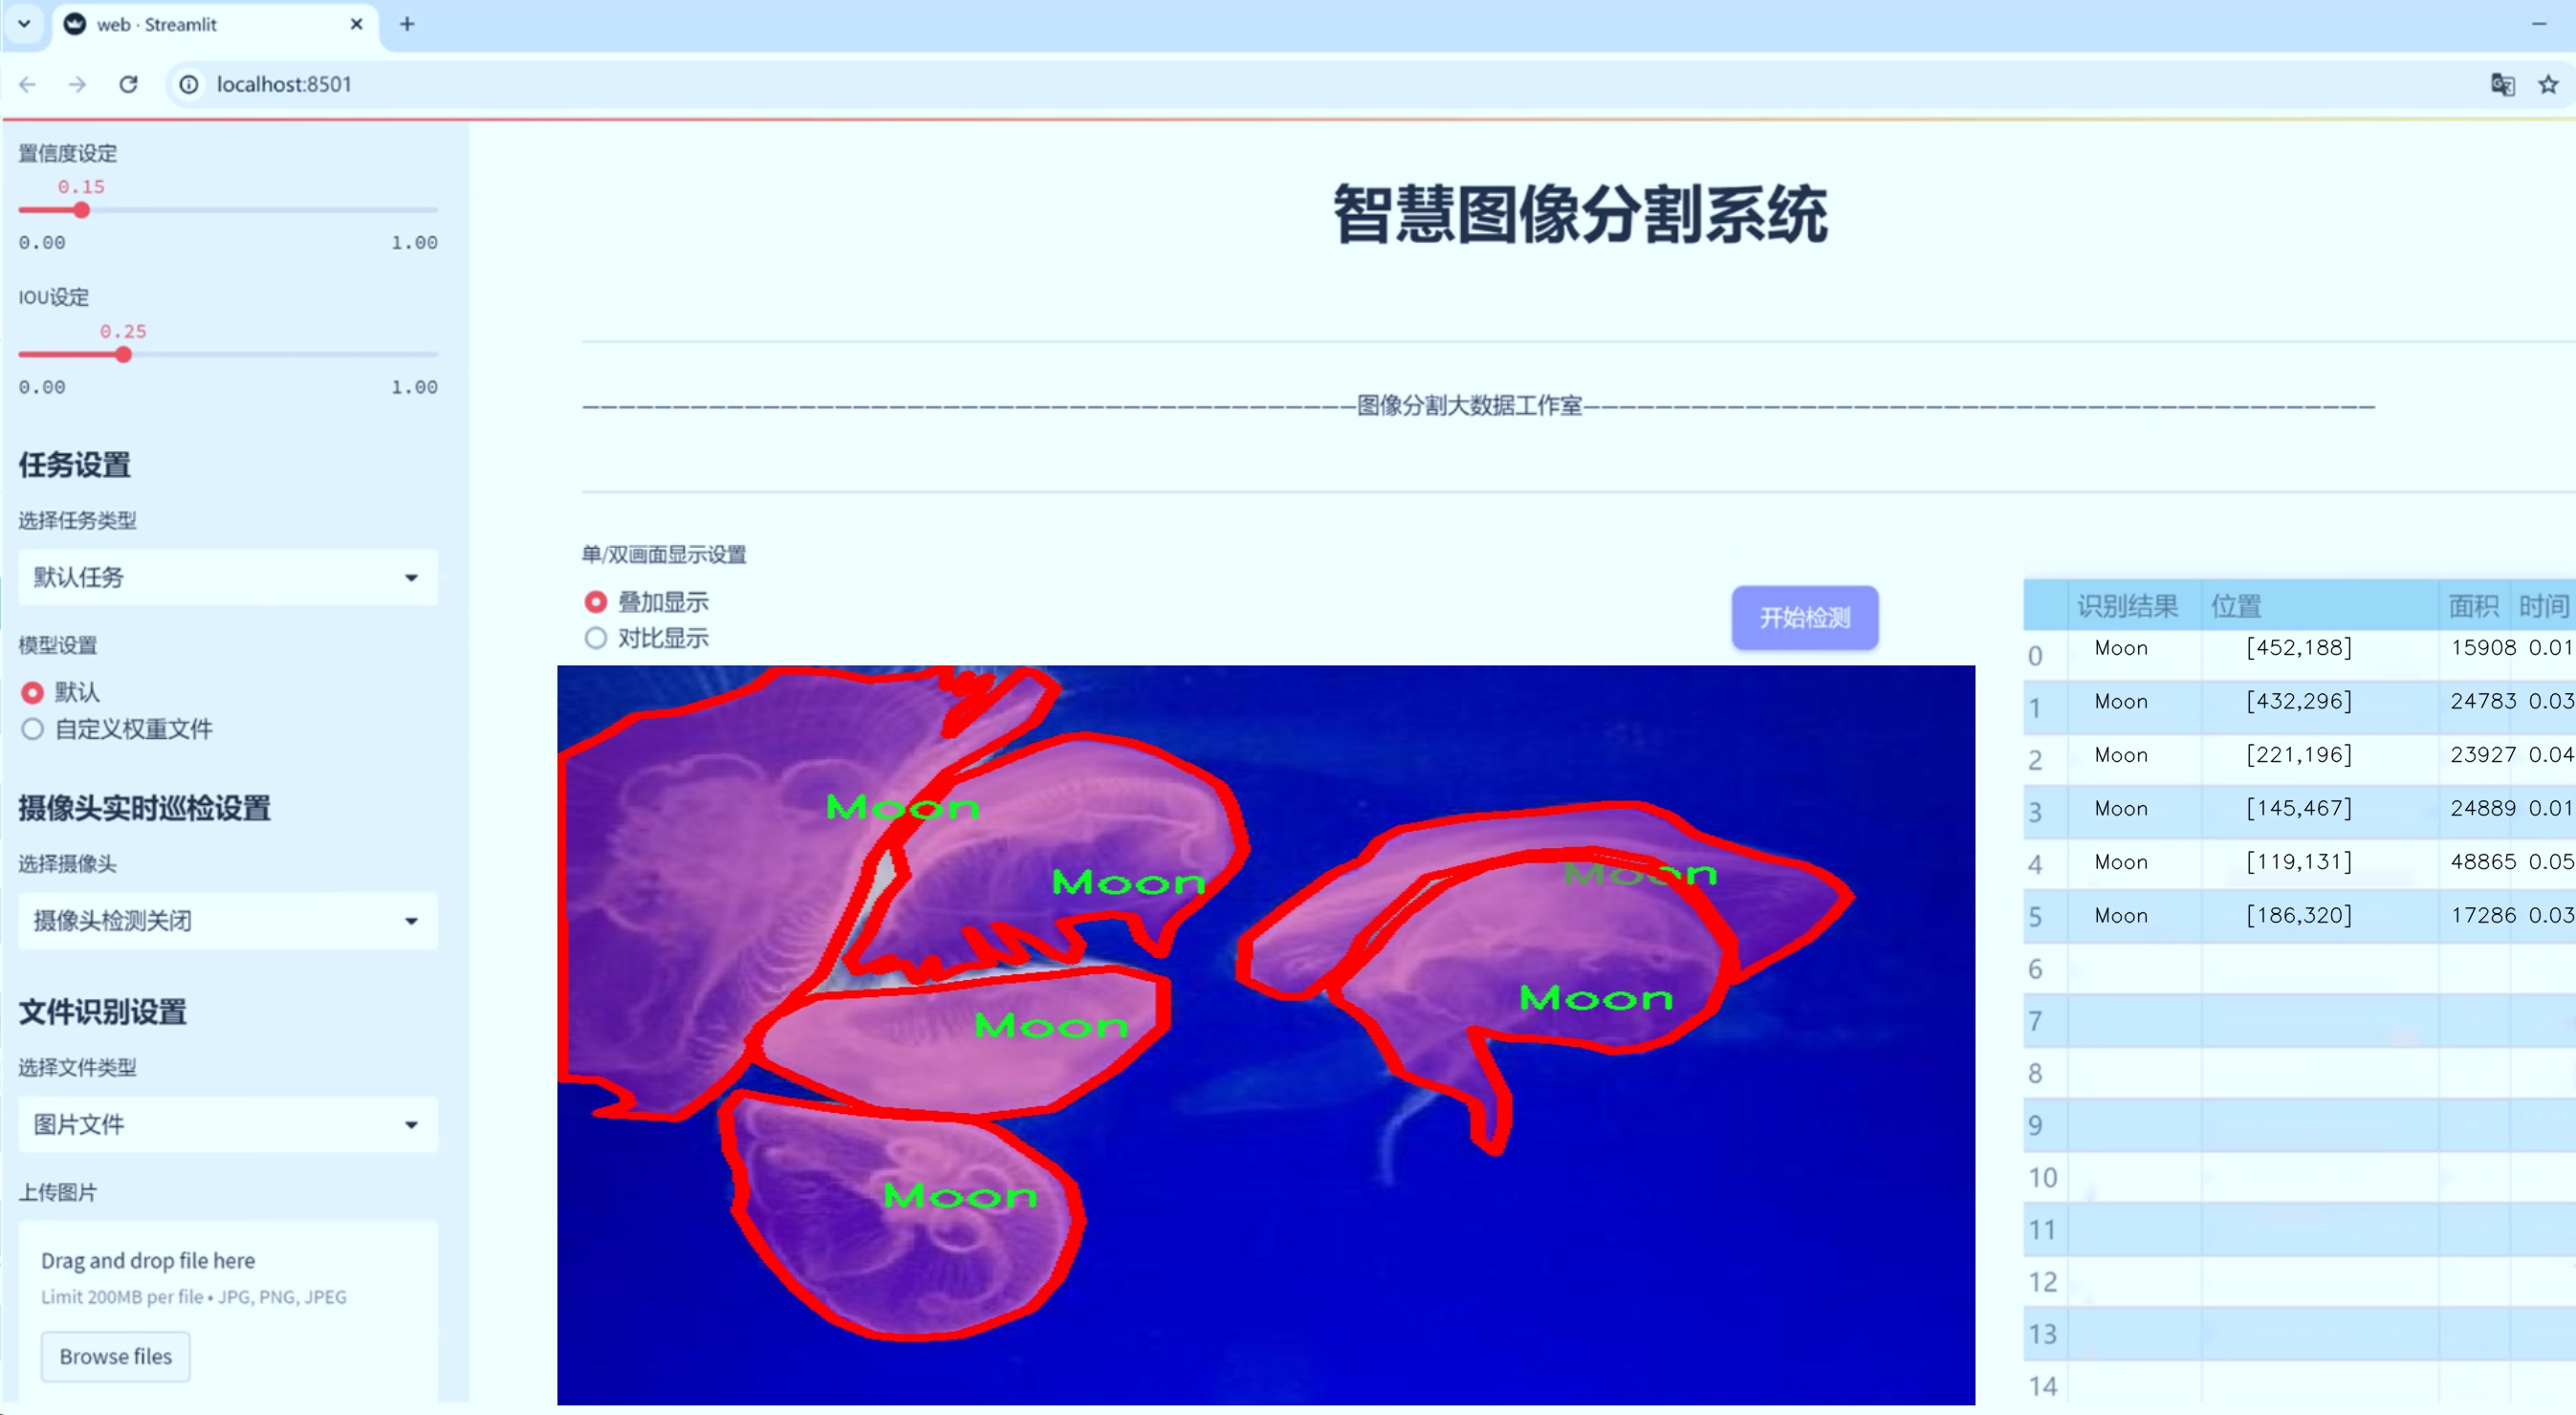 web · Streamlit
localhost:8501
置信度设定
0.15
0.00 1.00
IOU设定
0.25
0.00 1.00
任务设置
选择任务类型
默认任务
模型设置
默认
自定义权重文件
摄像头实时巡检设置
选择摄像头
摄像头检测关闭
文件识别设置
选择文件类型
图片文件
上传图片
Drag and drop file here
Limit 200MB per file • JPG, PNG, JPEG
Browse files
智慧图像分割系统
图像分割大数据工作室
单/双画面显示设置
叠加显示
对比显示
开始检测
Moon
Moon
Moon
Moon
Moon
Moon
识别结果 位置 面积 时间
0 Moon [452,188] 15908 0.01
1 Moon [432,296] 24783 0.03
2 Moon [221,196] 23927 0.04
3 Moon [145,467] 24889 0.01
4 Moon [119,131] 48865 0.05
5 Moon [186,320] 17286 0.03
6
7
8
9
10
11
12
13
14